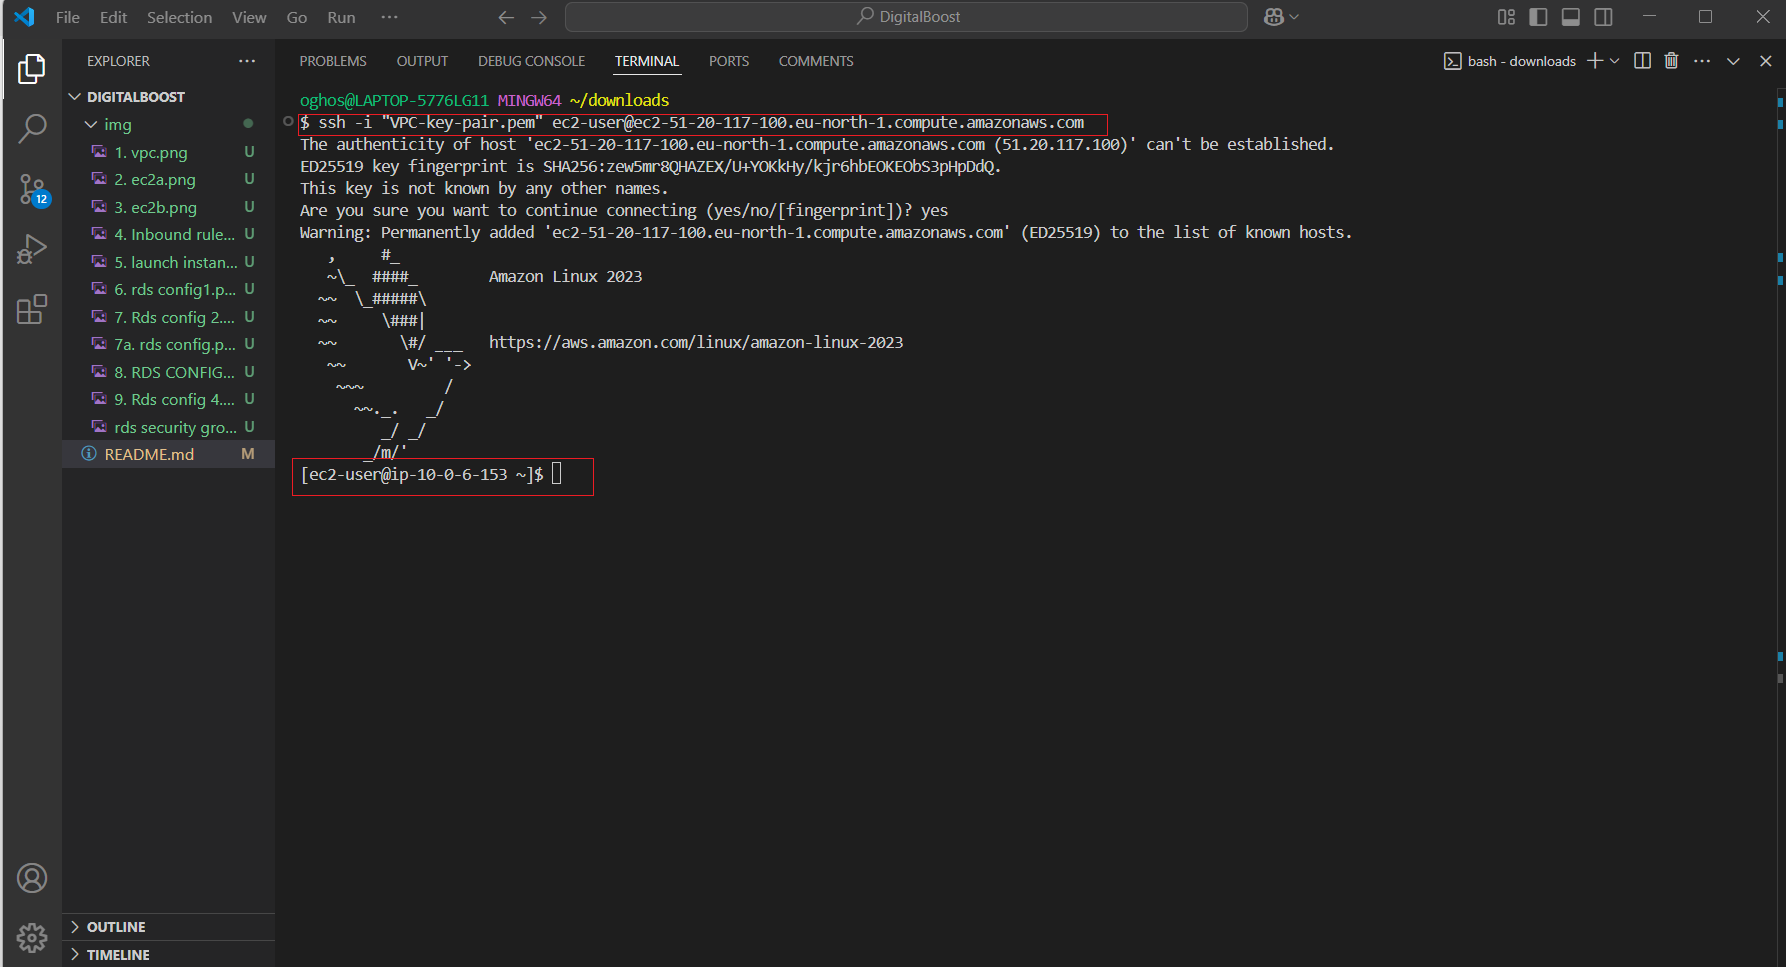 File Edit Selection View Go Run ··· DigitalBoost
EXPLORER ···
DIGITALBOOST
img
1. vpc.png U
2. ec2a.png U
3. ec2b.png U
4. Inbound rule... U
5. launch instan... U
6. rds config1.p... U
7. Rds config 2.... U
7a. rds config.p... U
8. RDS CONFIG... U
9. Rds config 4.... U
rds security gro... U
README.md M
12
OUTLINE
TIMELINE
PROBLEMS OUTPUT DEBUG CONSOLE TERMINAL PORTS COMMENTS bash - downloads
oghos@LAPTOP-5776LG11 MINGW64 ~/downloads
$ ssh -i "VPC-key-pair.pem" ec2-user@ec2-51-20-117-100.eu-north-1.compute.amazonaws.com
The authenticity of host 'ec2-51-20-117-100.eu-north-1.compute.amazonaws.com (51.20.117.100)' can't be established.
ED25519 key fingerprint is SHA256:zew5mr8QHAZEX/U+YOKkHy/kjr6hbEOKEObS3pHpDdQ.
This key is not known by any other names.
Are you sure you want to continue connecting (yes/no/[fingerprint])? yes
Warning: Permanently added 'ec2-51-20-117-100.eu-north-1.compute.amazonaws.com' (ED25519) to the list of known hosts.
   ,     #_
   ~\_  ####_        Amazon Linux 2023
  ~~  \_#####\
  ~~     \###|
  ~~       \#/ ___   https://aws.amazon.com/linux/amazon-linux-2023
   ~~       V~' '->
    ~~~         /
      ~~._.   _/
         _/ _/
       _/m/'
[ec2-user@ip-10-0-6-153 ~]$